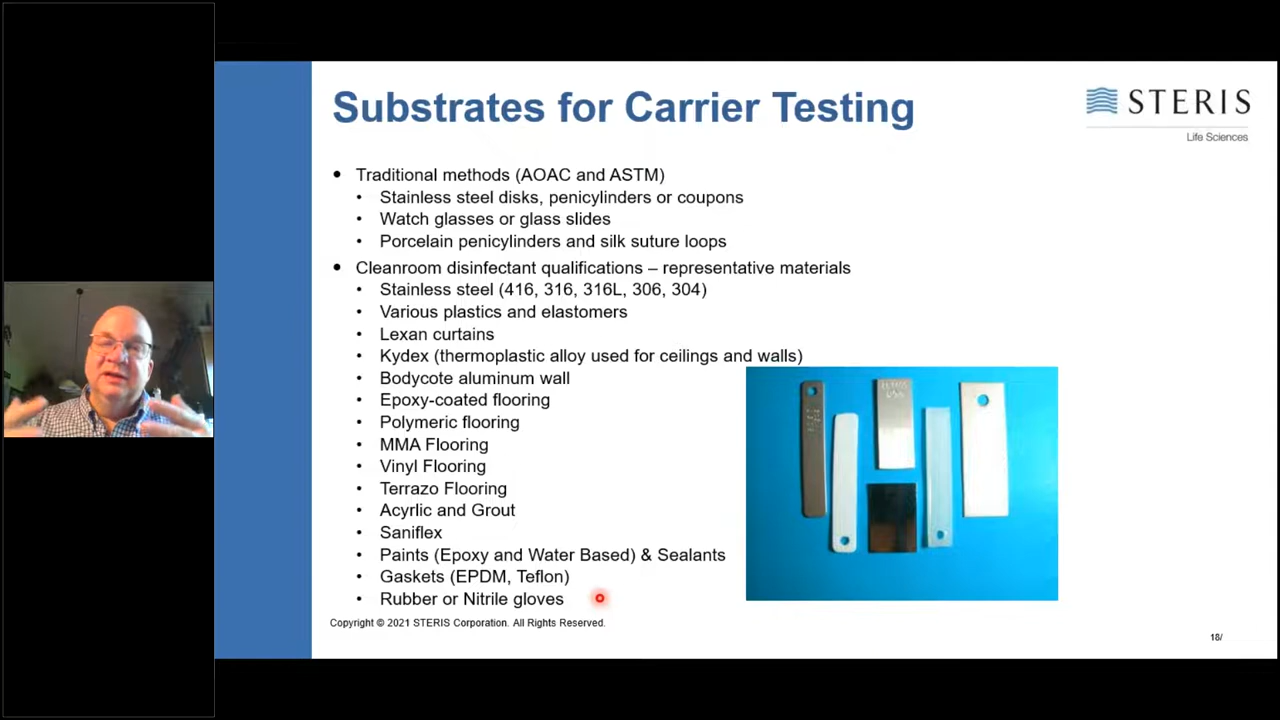 Substrates for Carrier Testing
STERIS
Life Sciences
• Traditional methods (AOAC and ASTM)
• Stainless steel disks, penicylinders or coupons
• Watch glasses or glass slides
• Porcelain penicylinders and silk suture loops
• Cleanroom disinfectant qualifications – representative materials
• Stainless steel (416, 316, 316L, 306, 304)
• Various plastics and elastomers
• Lexan curtains
• Kydex (thermoplastic alloy used for ceilings and walls)
• Bodycote aluminum wall
• Epoxy-coated flooring
• Polymeric flooring
• MMA Flooring
• Vinyl Flooring
• Terrazo Flooring
• Acyrlic and Grout
• Saniflex
• Paints (Epoxy and Water Based) & Sealants
• Gaskets (EPDM, Teflon)
• Rubber or Nitrile gloves
Copyright © 2021 STERIS Corporation. All Rights Reserved.
18/